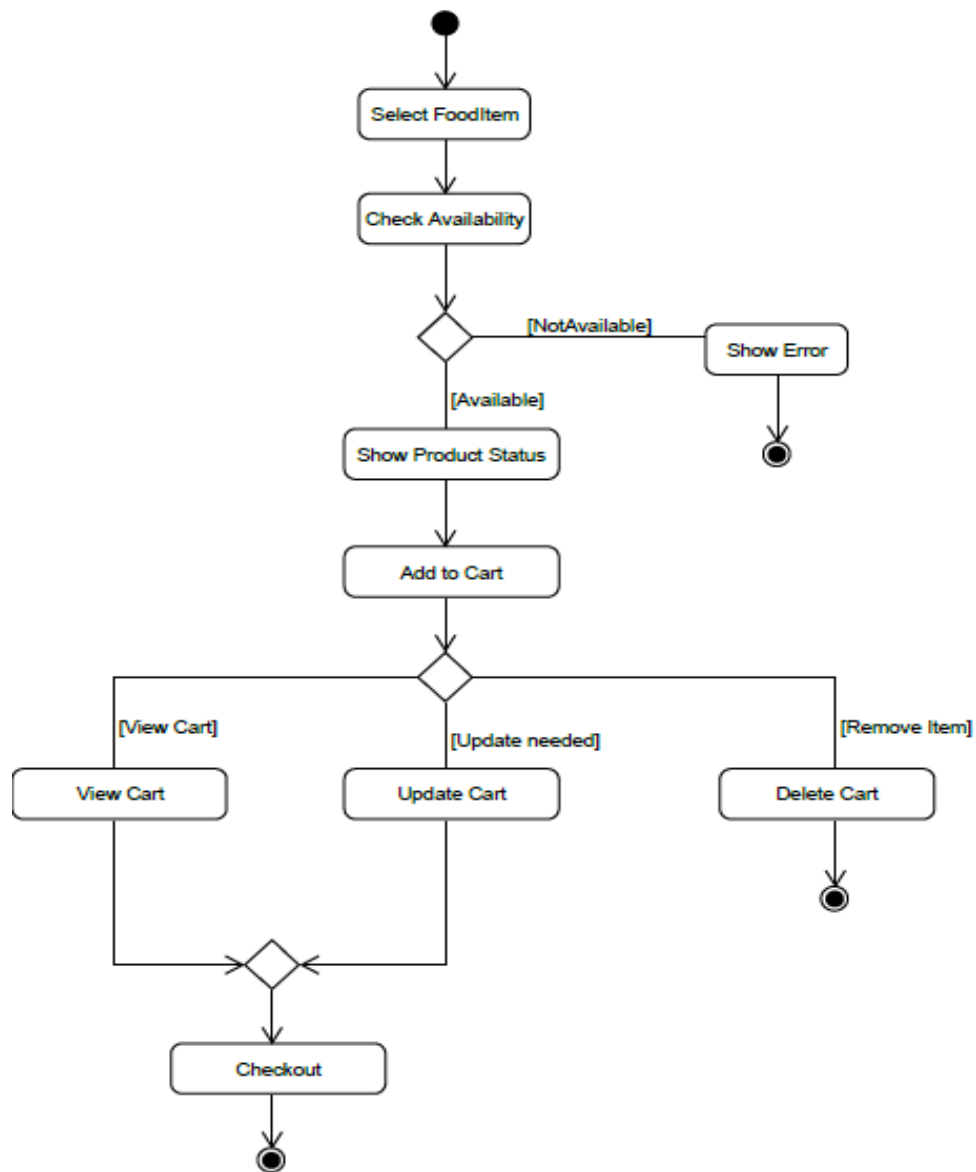 Select FoodItem
Check Availability
[NotAvailable]
Show Error
[Available]
Show Product Status
Add to Cart
[View Cart]
[Update needed]
[Remove Item]
View Cart
Update Cart
Delete Cart
Checkout